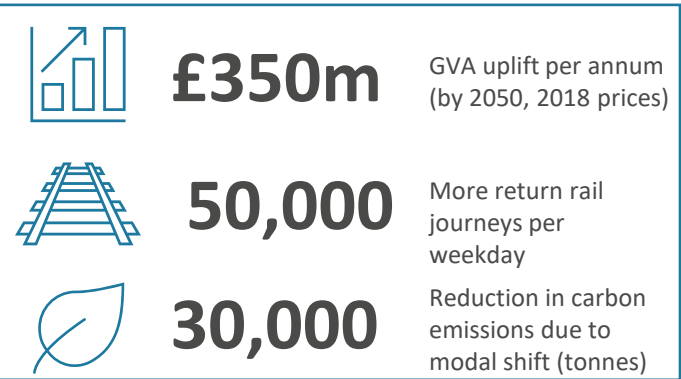 £350m
GVA uplift per annum
(by 2050, 2018 prices)
50,000
More return rail
journeys per
weekday
30,000
Reduction in carbon
emissions due to
modal shift (tonnes)